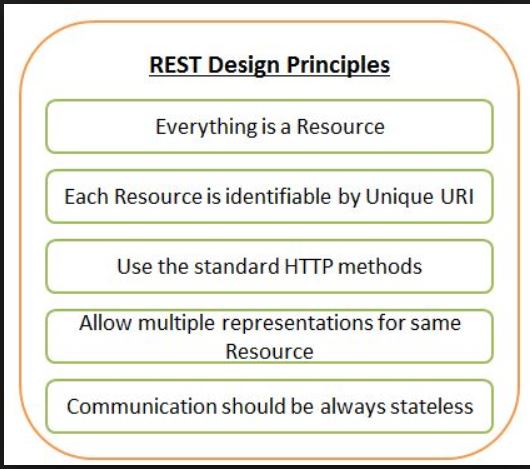 REST Design Principles
Everything is a Resource
Each Resource is identifiable by Unique URI
Use the standard HTTP methods
Allow multiple representations for same
Resource
Communication should be always stateless